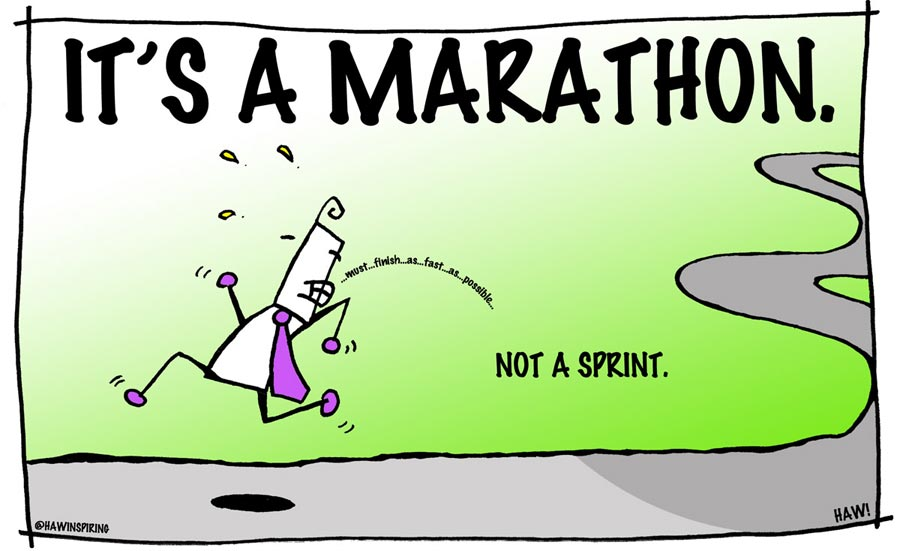 IT'S A MARATHON.
...must...finish...as...fast...as...possible...
NOT A SPRINT.
@HAWINSPIRING
HAW!